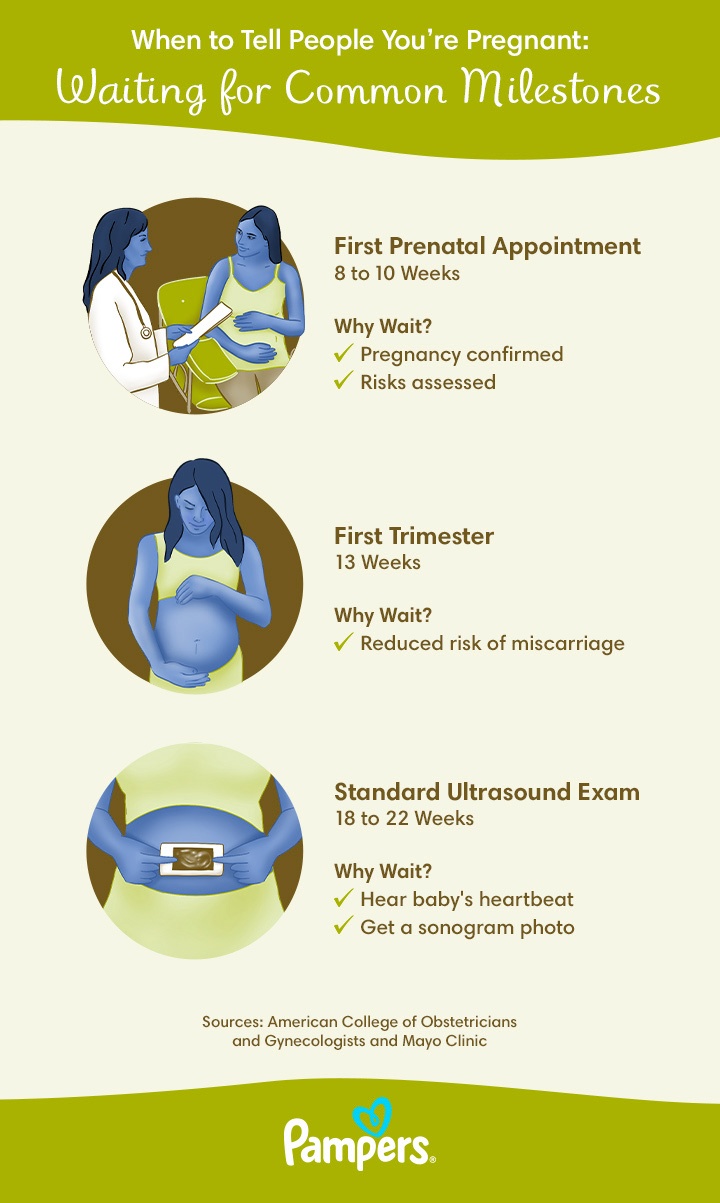 When to Tell People You're Pregnant:
Waiting for Common Milestones
First Prenatal Appointment
8 to 10 Weeks
Why Wait?
✓ Pregnancy confirmed
✓ Risks assessed
First Trimester
13 Weeks
Why Wait?
✓ Reduced risk of miscarriage
Standard Ultrasound Exam
18 to 22 Weeks
Why Wait?
✓ Hear baby's heartbeat
✓ Get a sonogram photo
Sources: American College of Obstetricians
and Gynecologists and Mayo Clinic
Pampers®